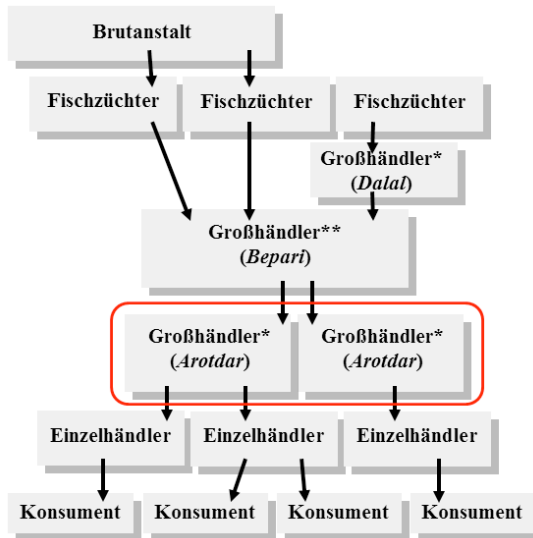 Brutanstalt
Fischzüchter
Fischzüchter
Fischzüchter
Großhändler*
(Dalal)
Großhändler**
(Bepari)
Großhändler*
(Arotdar)
Großhändler*
(Arotdar)
Einzelhändler
Einzelhändler
Einzelhändler
Konsument
Konsument
Konsument
Konsument